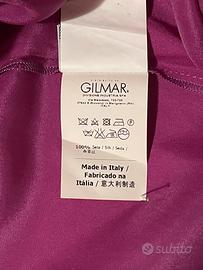 GILMAR
DIVISIONE INDUSTRIA SPA
100% Seta / Silk / Seda /
Made in Italy /
Fabricado na
Itália / 意大利制造
subito